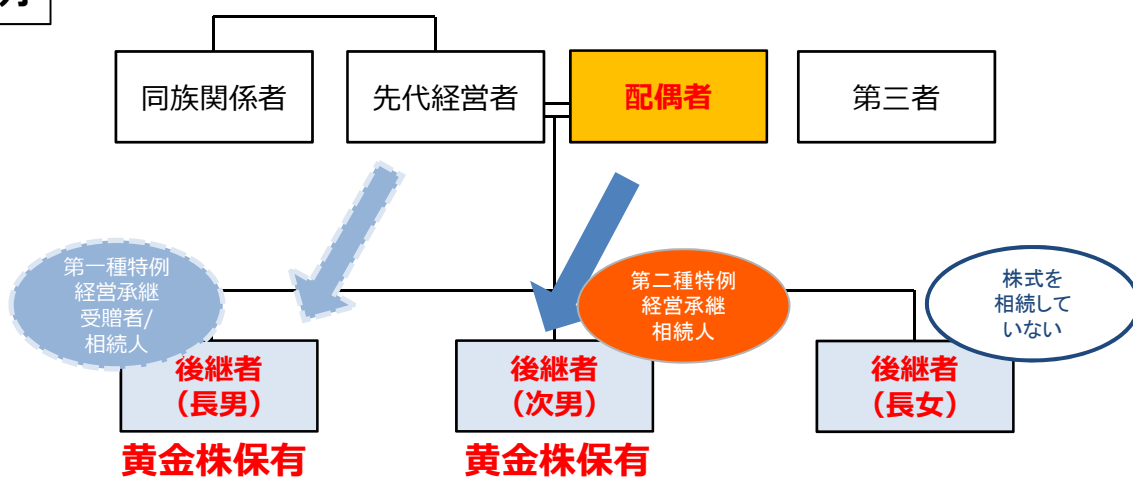 同族関係者
先代経営者
配偶者
第三者
第一種特例
経営承継
受贈者/
相続人
第二種特例
経営承継
相続人
株式を
相続して
いない
後継者
（長男）
後継者
（次男）
後継者
（長女）
黄金株保有
黄金株保有